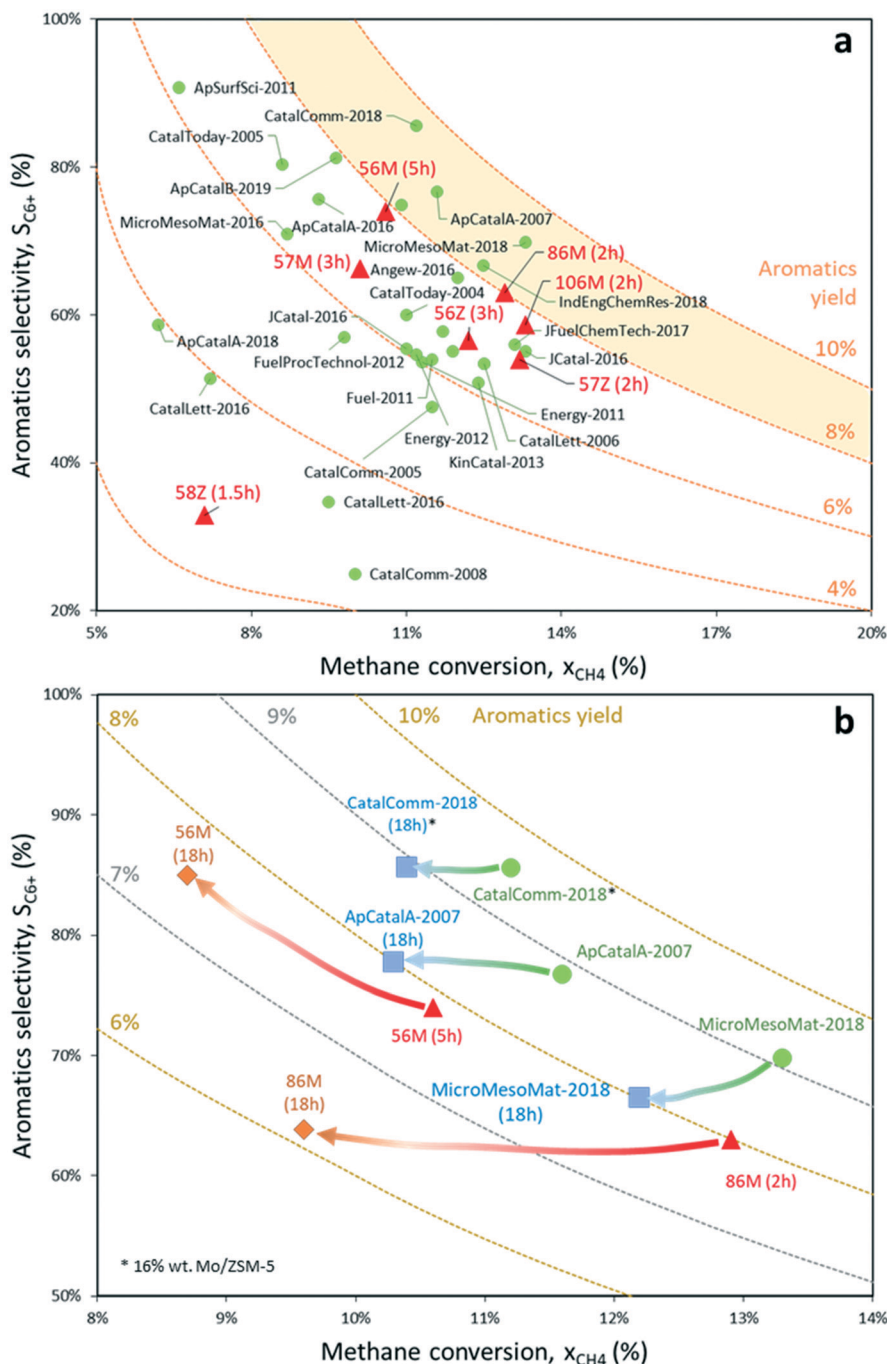 a
100%
80%
60%
40%
20%
Aromatics selectivity, S_C6+ (%)
ApSurfSci-2011
CatalComm-2018
CatalToday-2005
56M (5h)
ApCatalB-2019
ApCatalA-2016
ApCatalA-2007
MicroMesoMat-2016
MicroMesoMat-2018
86M (2h)
57M (3h)
Angew-2016
106M (2h)
Aromatics
yield
CatalToday-2004
IndEngChemRes-2018
56Z (3h)
JCatal-2016
JFuelChemTech-2017
10%
ApCatalA-2018
FuelProcTechnol-2012
JCatal-2016
57Z (2h)
CatalLett-2016
Fuel-2011
Energy-2011
8%
Energy-2012
CatalLett-2006
CatalComm-2005
KinCatal-2013
6%
58Z (1.5h)
CatalLett-2016
CatalComm-2008
4%
5%
8%
11%
14%
17%
20%
Methane conversion, x_CH4 (%)
b
100%
90%
80%
70%
60%
50%
Aromatics selectivity, S_C6+ (%)
8%
9%
10%
Aromatics yield
CatalComm-2018
(18h)*
56M
(18h)
7%
CatalComm-2018*
ApCatalA-2007
(18h)
ApCatalA-2007
6%
56M (5h)
MicroMesoMat-2018
86M
(18h)
MicroMesoMat-2018
(18h)
86M (2h)
* 16% wt. Mo/ZSM-5
8%
9%
10%
11%
12%
13%
14%
Methane conversion, x_CH4 (%)